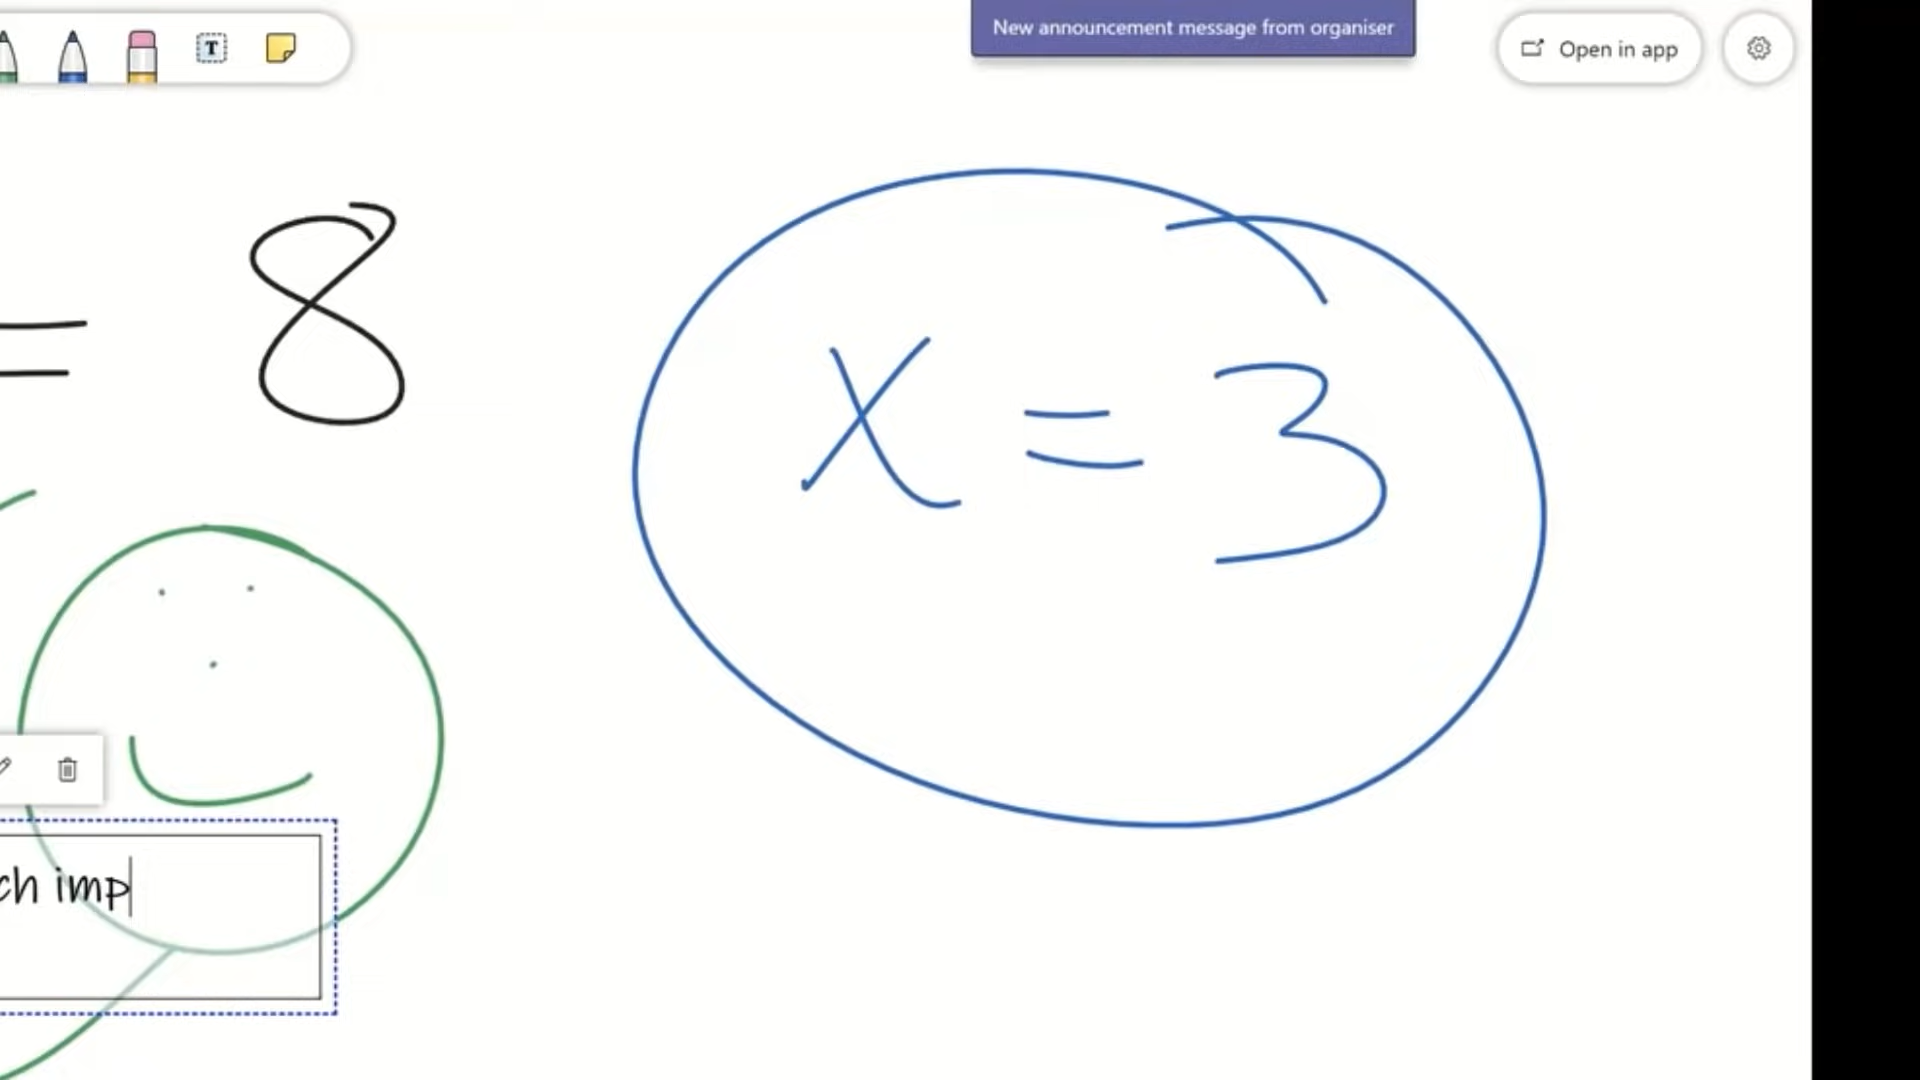 New announcement message from organiser
Open in app
T
= 8
x = 3
ch imp